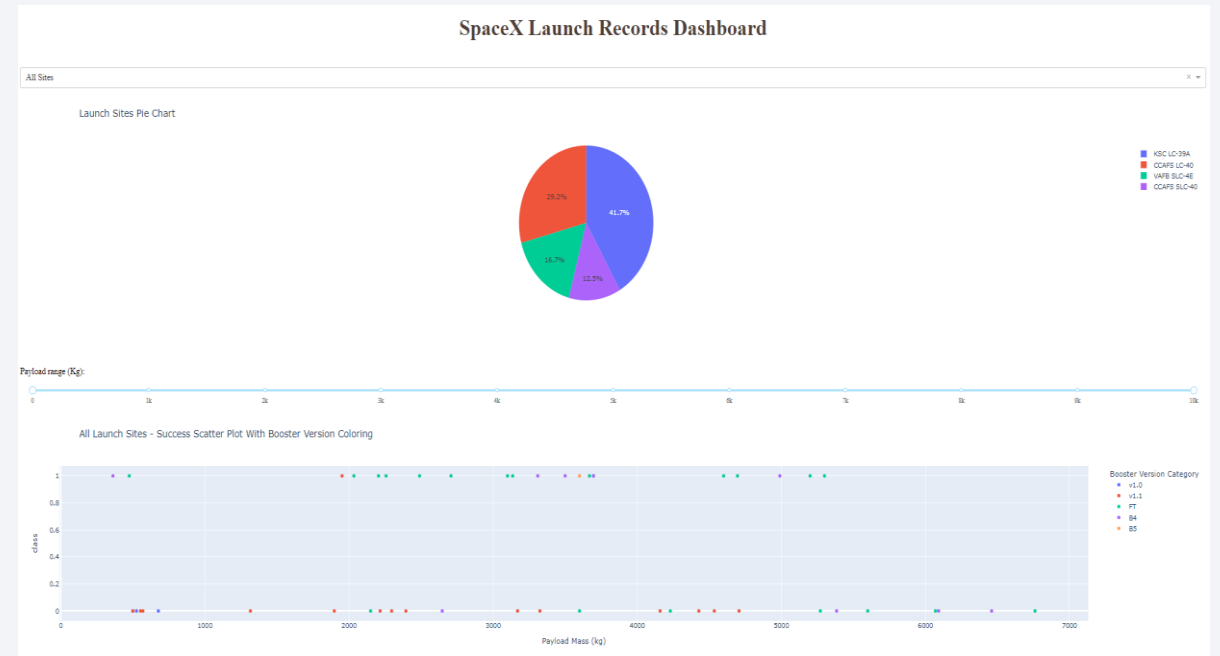 SpaceX Launch Records Dashboard
All Sites
Launch Sites Pie Chart
KSC LC-39A
CCAFS LC-40
VAFB SLC-4E
CCAFS SLC-40
29.2%
41.7%
16.7%
12.5%
Payload range (Kg):
0 1k 2k 3k 4k 5k 6k 7k 8k 9k 10k
All Launch Sites - Success Scatter Plot With Booster Version Coloring
Booster Version Category
v1.0
v1.1
FT
B4
B5
1
0.8
0.6
0.4
0.2
0
class
0 1000 2000 3000 4000 5000 6000 7000
Payload Mass (kg)